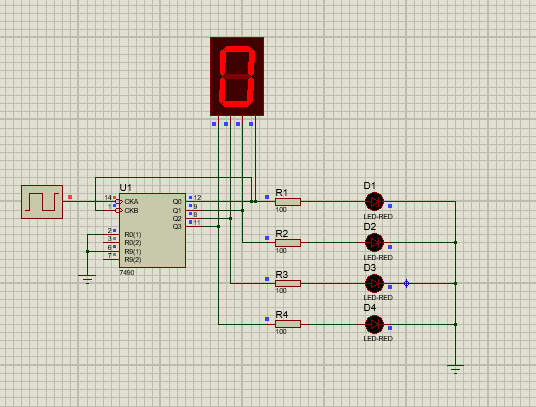 0
U1
14 CKA Q0 12
1 CKB Q1 9
Q2 8
Q3 11
2 R0(1)
3 R0(2)
6 R9(1)
7 R9(2)
7490
R1
100
D1
LED-RED
R2
100
D2
LED-RED
R3
100
D3
LED-RED
R4
100
D4
LED-RED